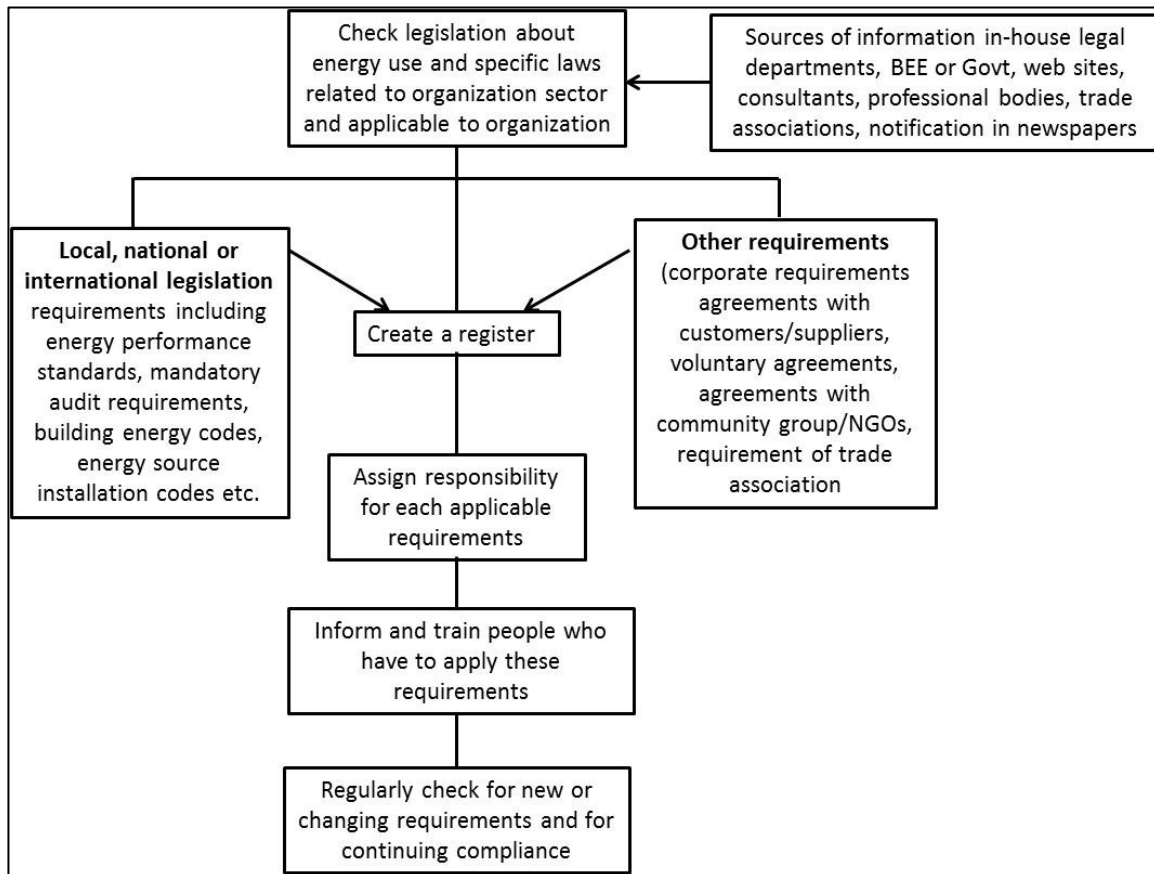 Check legislation about
energy use and specific laws
related to organization sector
and applicable to organization
Sources of information in-house legal
departments, BEE or Govt, web sites,
consultants, professional bodies, trade
associations, notification in newspapers
Local, national or
international legislation
requirements including
energy performance
standards, mandatory
audit requirements,
building energy codes,
energy source
installation codes etc.
Other requirements
(corporate requirements
agreements with
customers/suppliers,
voluntary agreements,
agreements with
community group/NGOs,
requirement of trade
association
Create a register
Assign responsibility
for each applicable
requirements
Inform and train people who
have to apply these
requirements
Regularly check for new or
changing requirements and for
continuing compliance